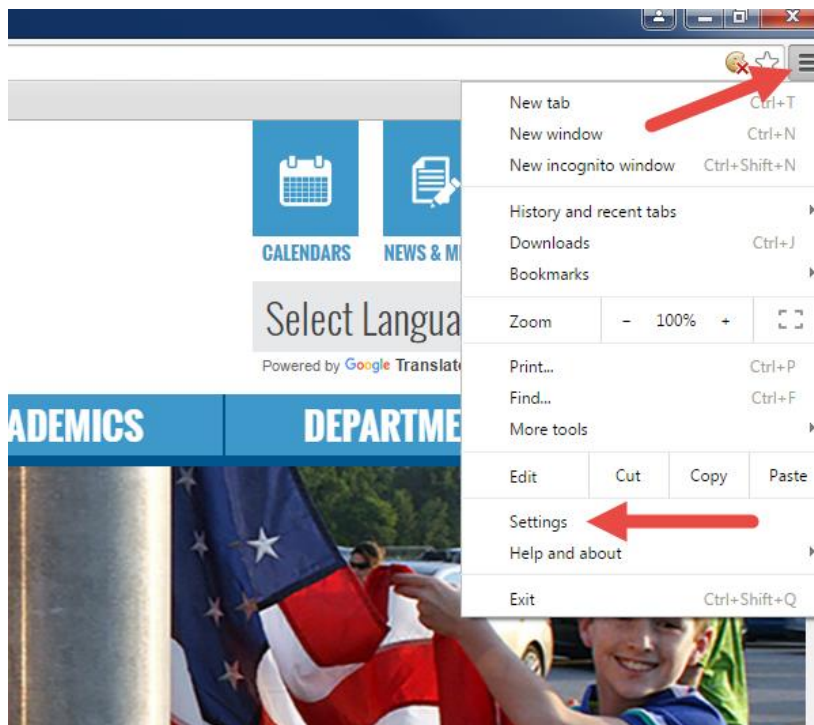 New tab Ctrl+T
New window Ctrl+N
New incognito window Ctrl+Shift+N
History and recent tabs
Downloads Ctrl+J
Bookmarks
Zoom - 100% +
Print... Ctrl+P
Find... Ctrl+F
More tools
Edit Cut Copy Paste
Settings
Help and about
Exit Ctrl+Shift+Q
CALENDARS NEWS & M
Select Langua
Powered by Google Translate
ADEMICS DEPARTME